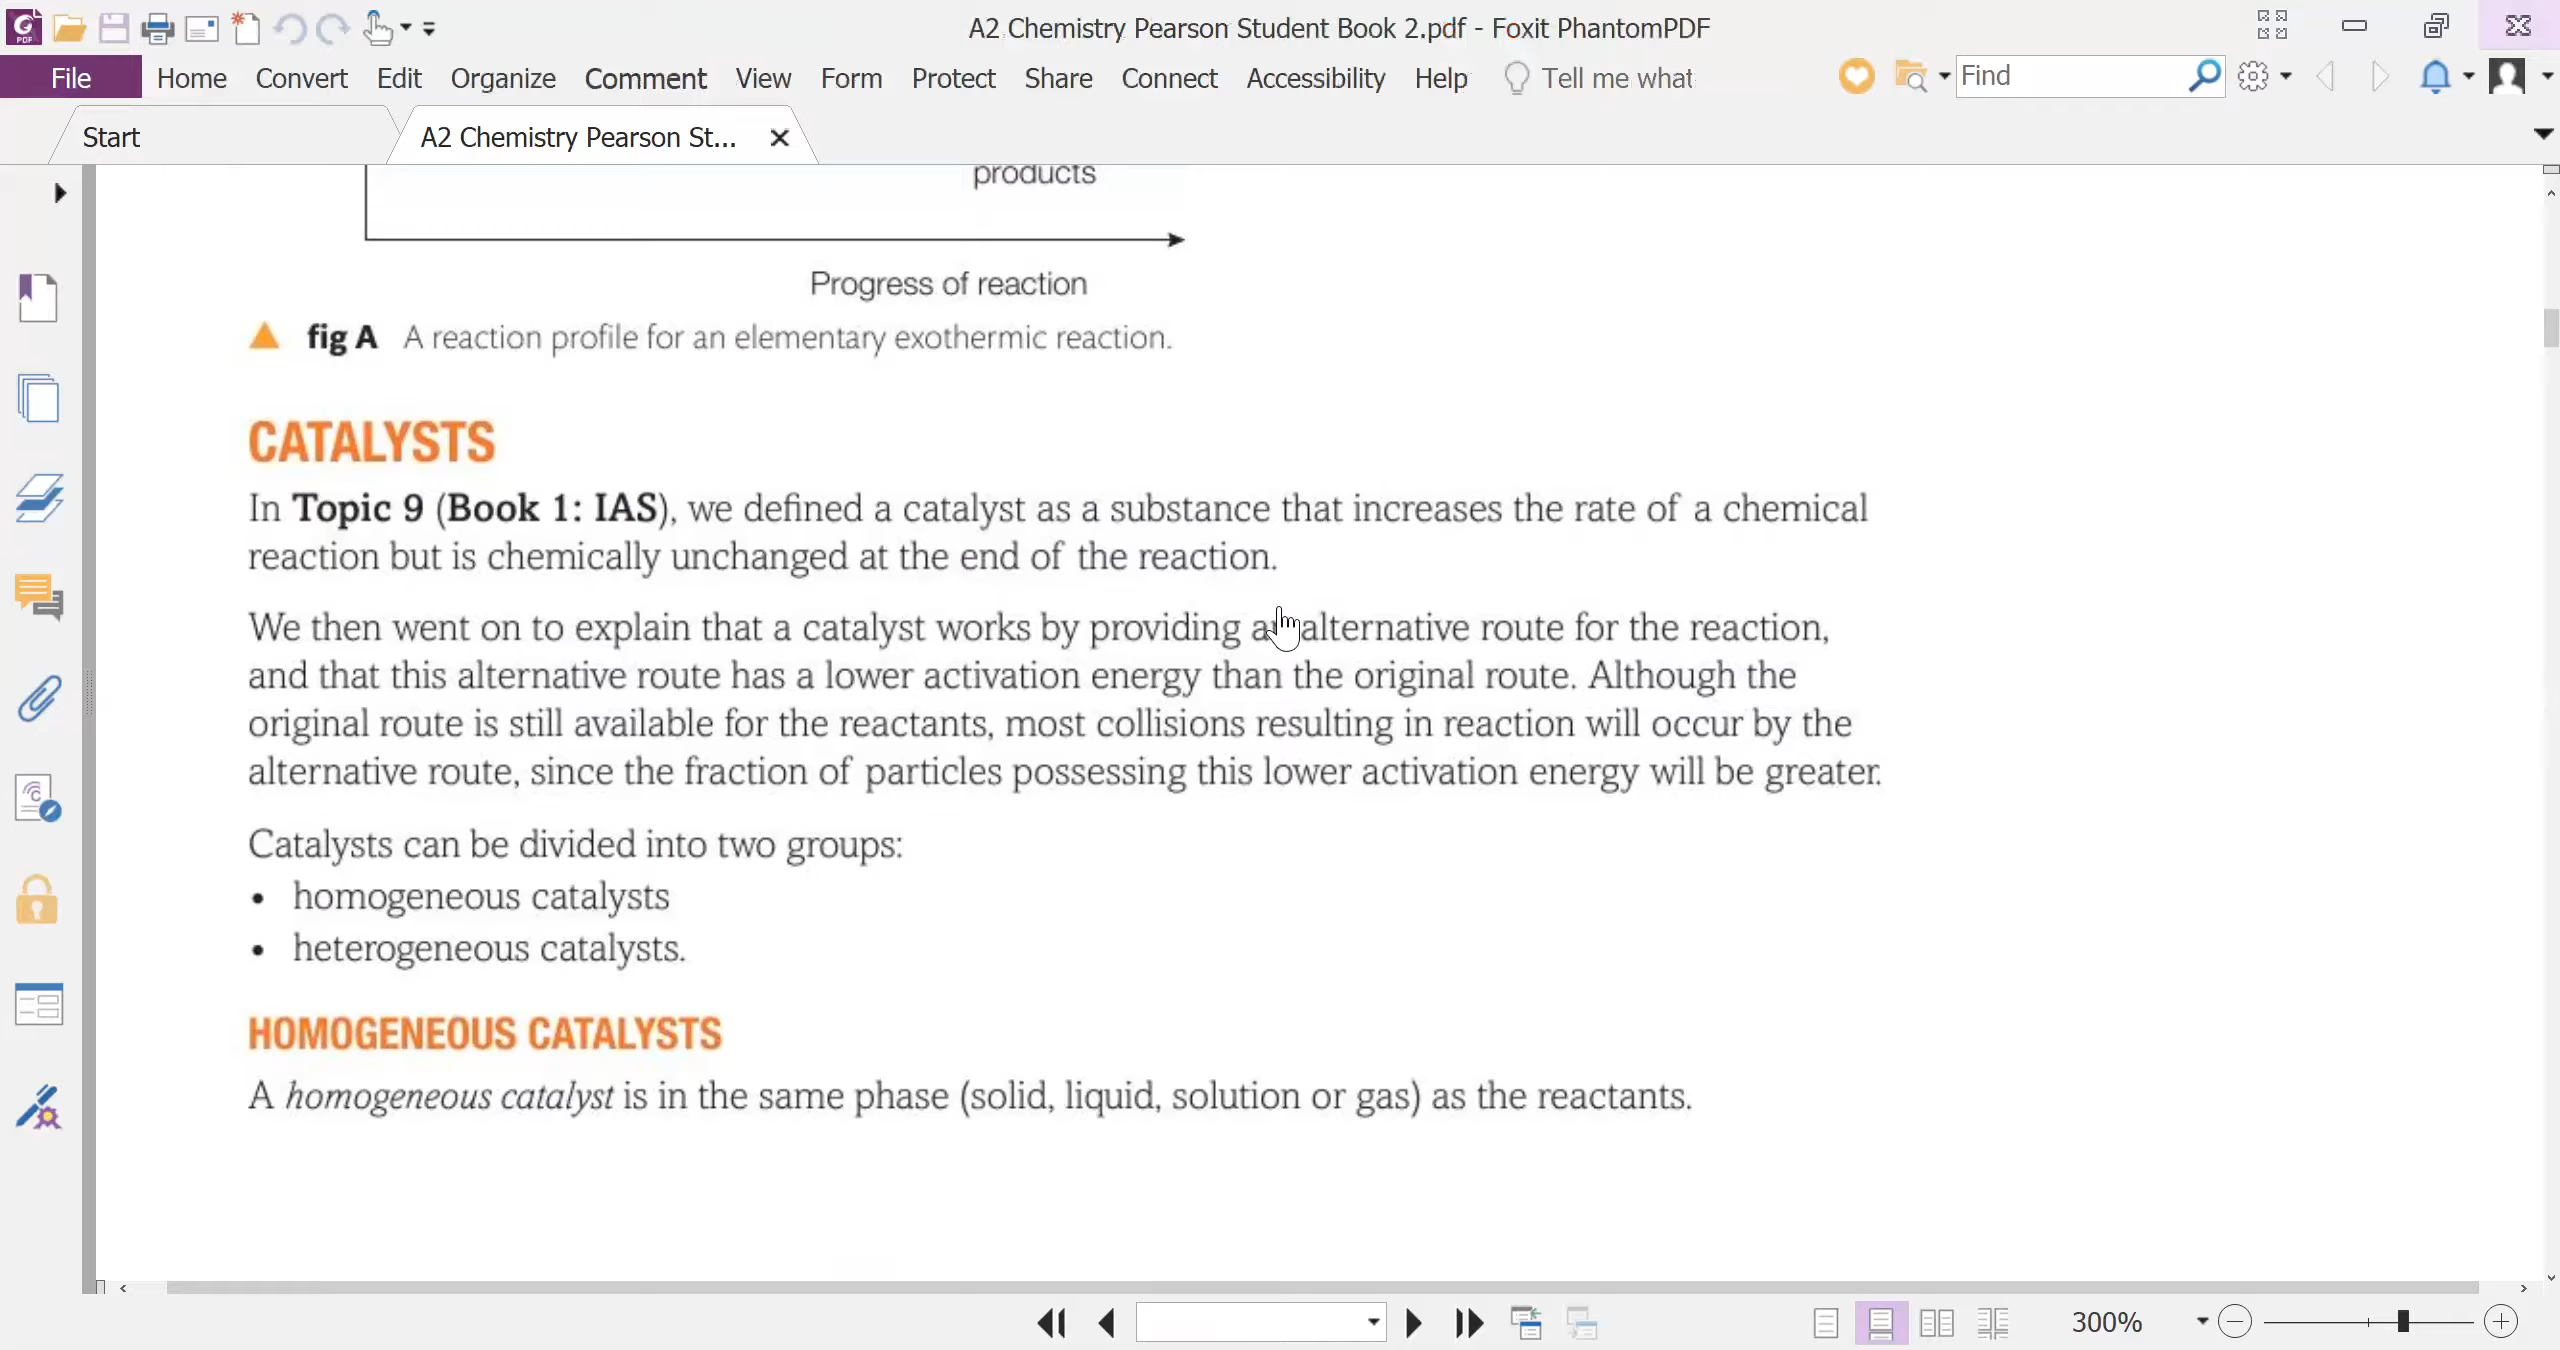 A2 Chemistry Pearson Student Book 2.pdf - Foxit PhantomPDF
File Home Convert Edit Organize Comment View Form Protect Share Connect Accessibility Help Tell me what Find
Start A2 Chemistry Pearson St...
products
Progress of reaction
fig A A reaction profile for an elementary exothermic reaction.
CATALYSTS
In Topic 9 (Book 1: IAS), we defined a catalyst as a substance that increases the rate of a chemical
reaction but is chemically unchanged at the end of the reaction.
We then went on to explain that a catalyst works by providing an alternative route for the reaction,
and that this alternative route has a lower activation energy than the original route. Although the
original route is still available for the reactants, most collisions resulting in reaction will occur by the
alternative route, since the fraction of particles possessing this lower activation energy will be greater.
Catalysts can be divided into two groups:
• homogeneous catalysts
• heterogeneous catalysts.
HOMOGENEOUS CATALYSTS
A homogeneous catalyst is in the same phase (solid, liquid, solution or gas) as the reactants.
300%